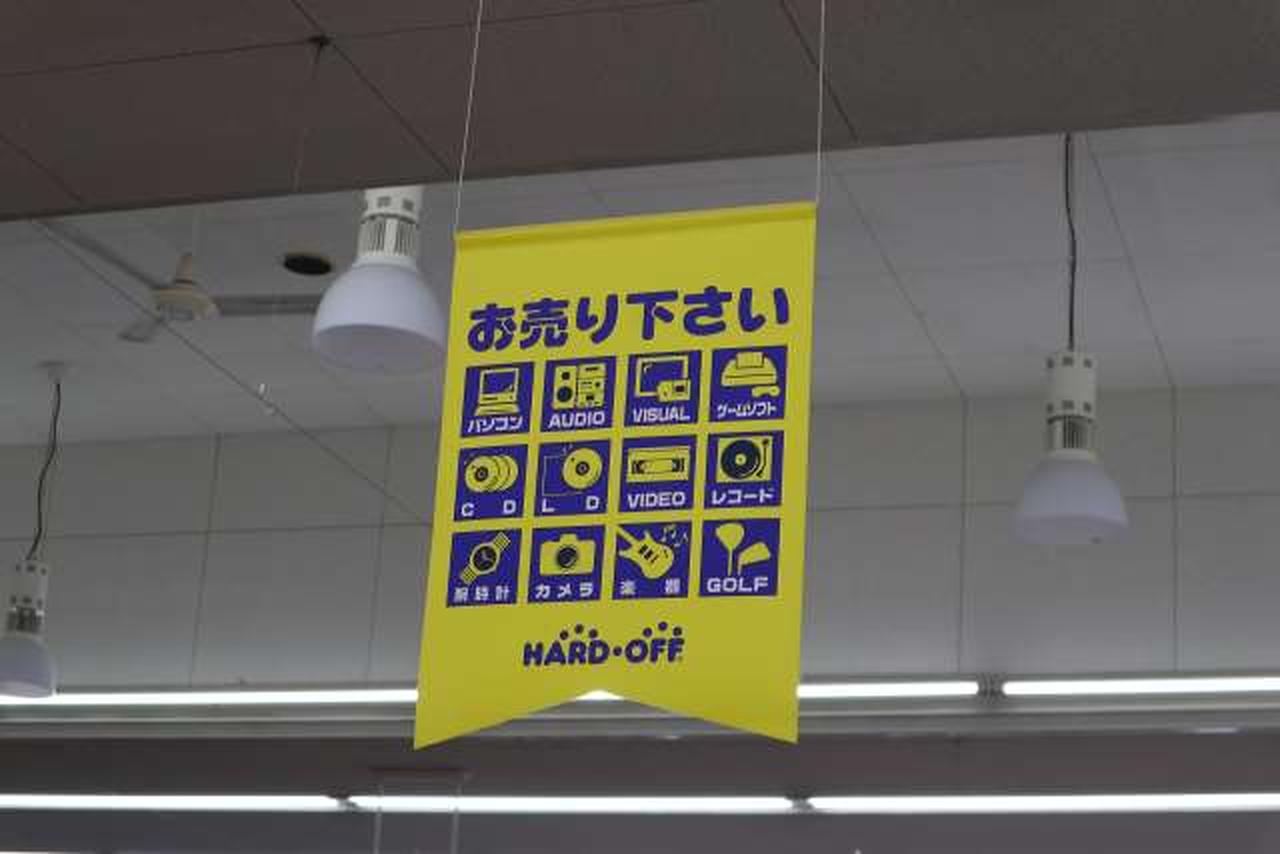 お売り下さい
パソコン AUDIO VISUAL ゲームソフト
C D L D VIDEO レコード
腕時計 カメラ 楽器 GOLF
HARD・OFF